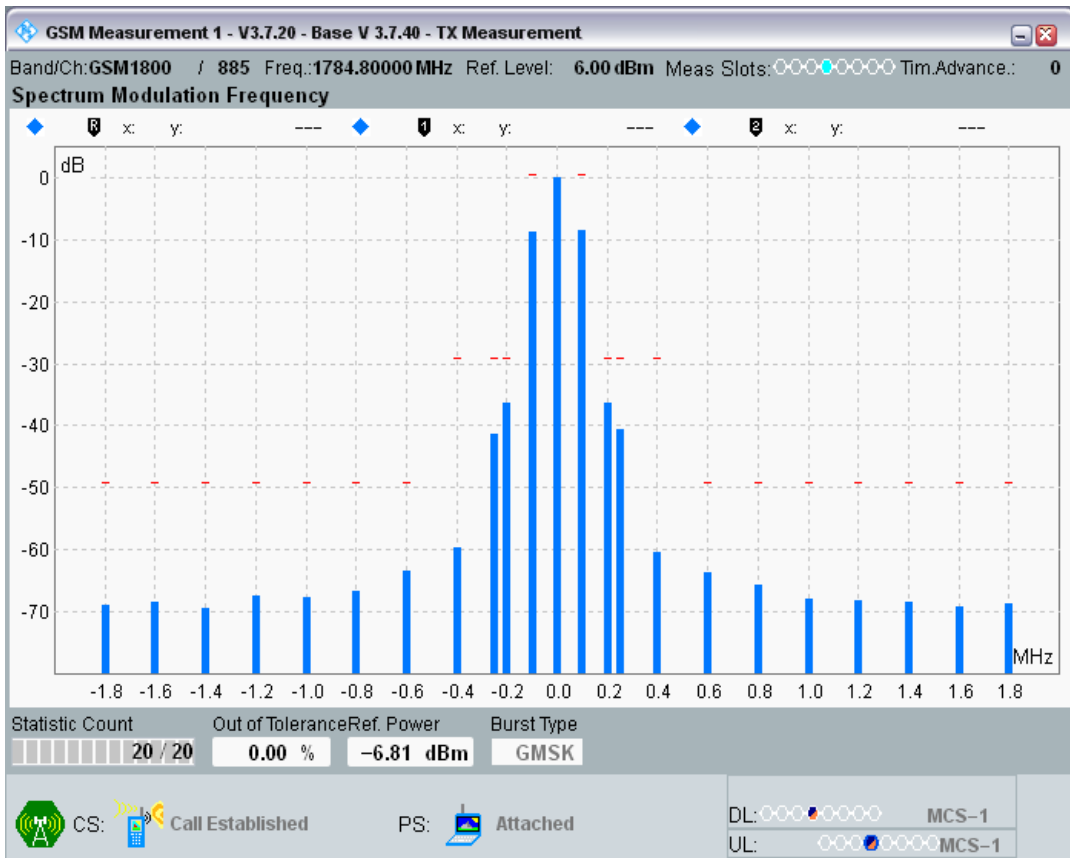 GSM Measurement 1 - V3.7.20 - Base V 3.7.40 - TX Measurement
Band/Ch:GSM1800 / 885 Freq.:1784.80000 MHz Ref. Level: 6.00 dBm Meas Slots: Tim.Advance.: 0
Spectrum Modulation Frequency
R x: y: --- 1 x: y: --- 2 x: y: ---
dB
0
-10
-20
-30
-40
-50
-60
-70
MHz
-1.8 -1.6 -1.4 -1.2 -1.0 -0.8 -0.6 -0.4 -0.2 0.0 0.2 0.4 0.6 0.8 1.0 1.2 1.4 1.6 1.8
Statistic Count Out of Tolerance Ref. Power Burst Type
20 / 20 0.00 % −6.81 dBm GMSK
CS: Call Established PS: Attached
DL: MCS−1
UL: MCS−1